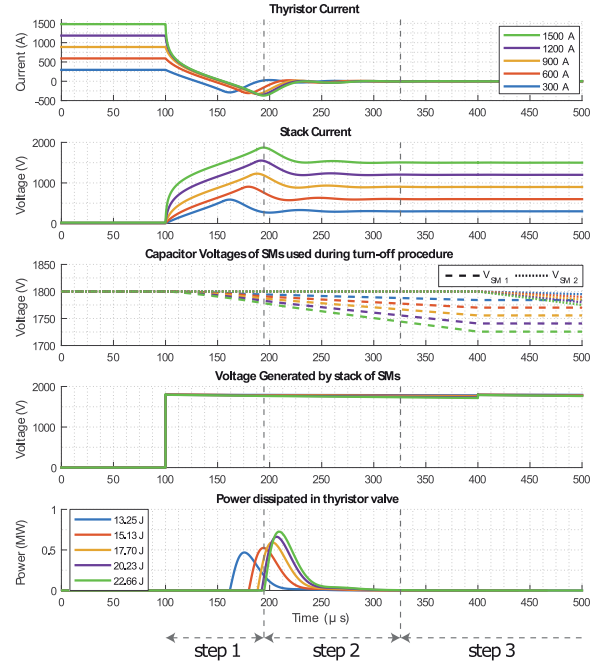 Thyristor Current
Current (A)
1500
1000
500
0
-500
1500 A
1200 A
900 A
600 A
300 A
0 50 100 150 200 250 300 350 400 450 500
Stack Current
Voltage (V)
2000
1000
0
0 50 100 150 200 250 300 350 400 450 500
Capacitor Voltages of SMs used during turn-off procedure
Voltage (V)
1850
1800
1750
1700
V SM 1 V SM 2
0 50 100 150 200 250 300 350 400 450 500
Voltage Generated by stack of SMs
Voltage (V)
2000
1000
0
0 50 100 150 200 250 300 350 400 450 500
Power dissipated in thyristor valve
Power (MW)
1
0,5
0
13,25 J
15,13 J
17,70 J
20,23 J
22,66 J
0 50 100 150 200 250 300 350 400 450 500
Time (μ s)
step 1 step 2 step 3